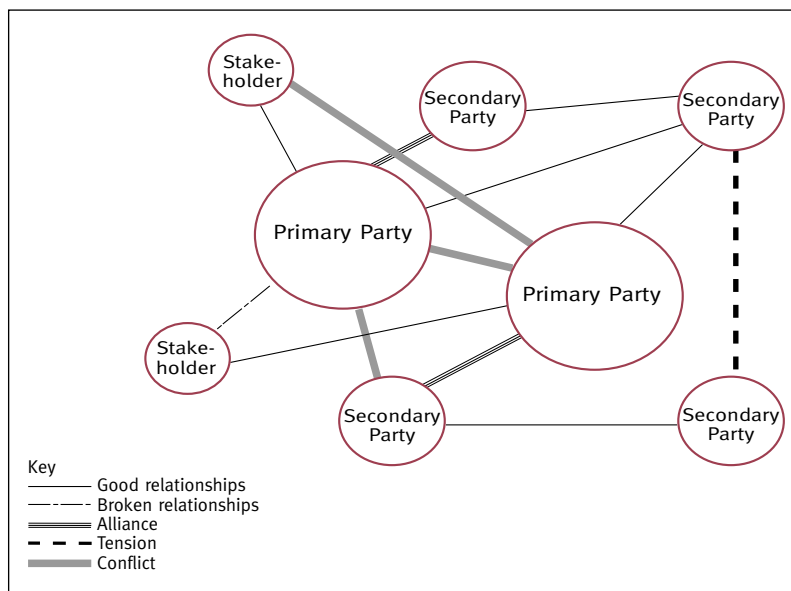 Stake-
holder
Secondary
Party
Secondary
Party
Primary Party
Primary Party
Stake-
holder
Secondary
Party
Secondary
Party
Key
Good relationships
Broken relationships
Alliance
Tension
Conflict